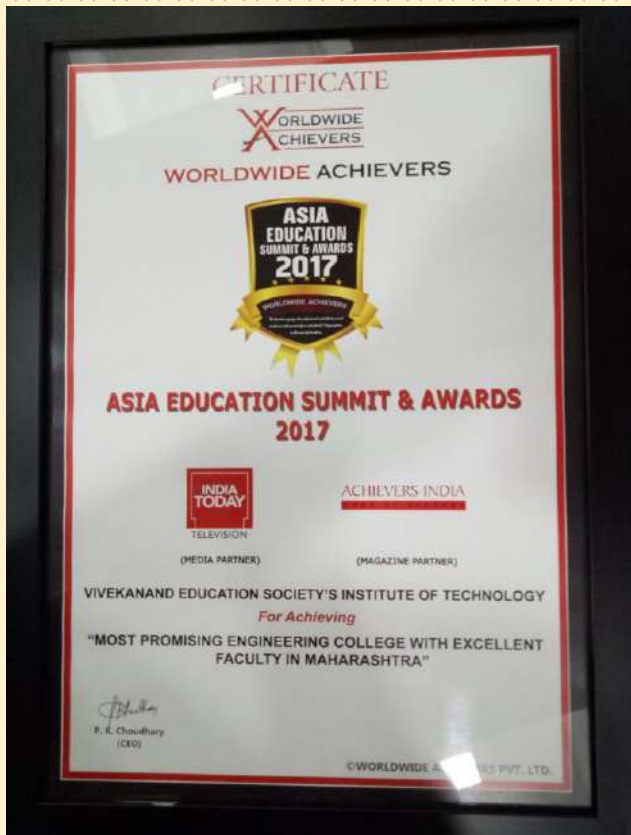 CERTIFICATE
WORLDWIDE
ACHIEVERS
WORLDWIDE ACHIEVERS
ASIA
EDUCATION
SUMMIT & AWARDS
2017
WORLDWIDE ACHIEVERS
ASIA EDUCATION SUMMIT & AWARDS
2017
INDIA
TODAY
TELEVISION
ACHIEVERS INDIA
(MEDIA PARTNER)
(MAGAZINE PARTNER)
VIVEKANAND EDUCATION SOCIETY'S INSTITUTE OF TECHNOLOGY
For Achieving
"MOST PROMISING ENGINEERING COLLEGE WITH EXCELLENT
FACULTY IN MAHARASHTRA"
P. K. Choudhary
(CEO)
©WORLDWIDE PVT. LTD.